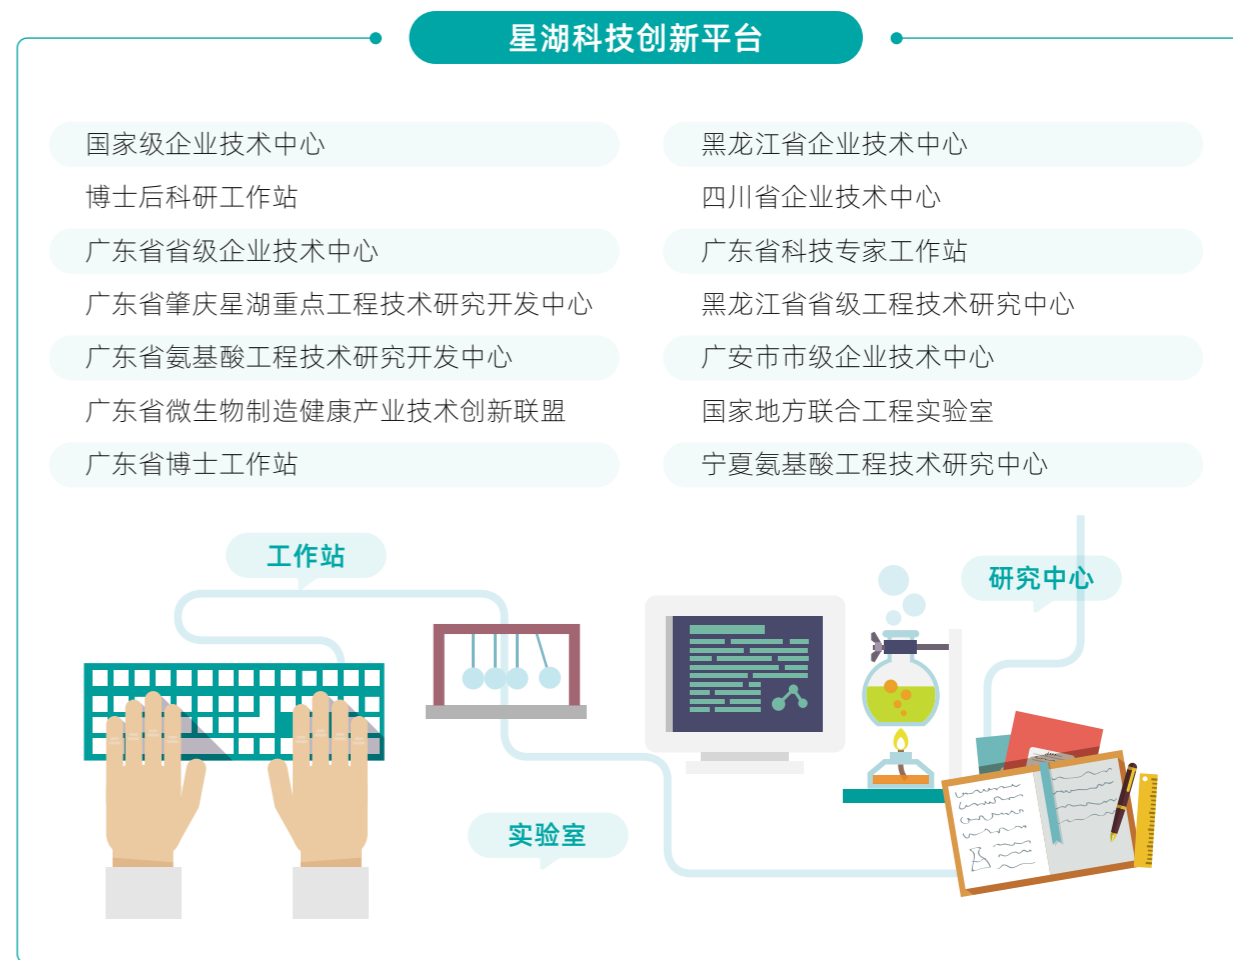 星湖科技创新平台
国家级企业技术中心
博士后科研工作站
广东省省级企业技术中心
广东省肇庆星湖重点工程技术研究开发中心
广东省氨基酸工程技术研究开发中心
广东省微生物制造健康产业技术创新联盟
广东省博士工作站
黑龙江省企业技术中心
四川省企业技术中心
广东省科技专家工作站
黑龙江省省级工程技术研究中心
广安市市级企业技术中心
国家地方联合工程实验室
宁夏氨基酸工程技术研究中心
工作站
研究中心
实验室